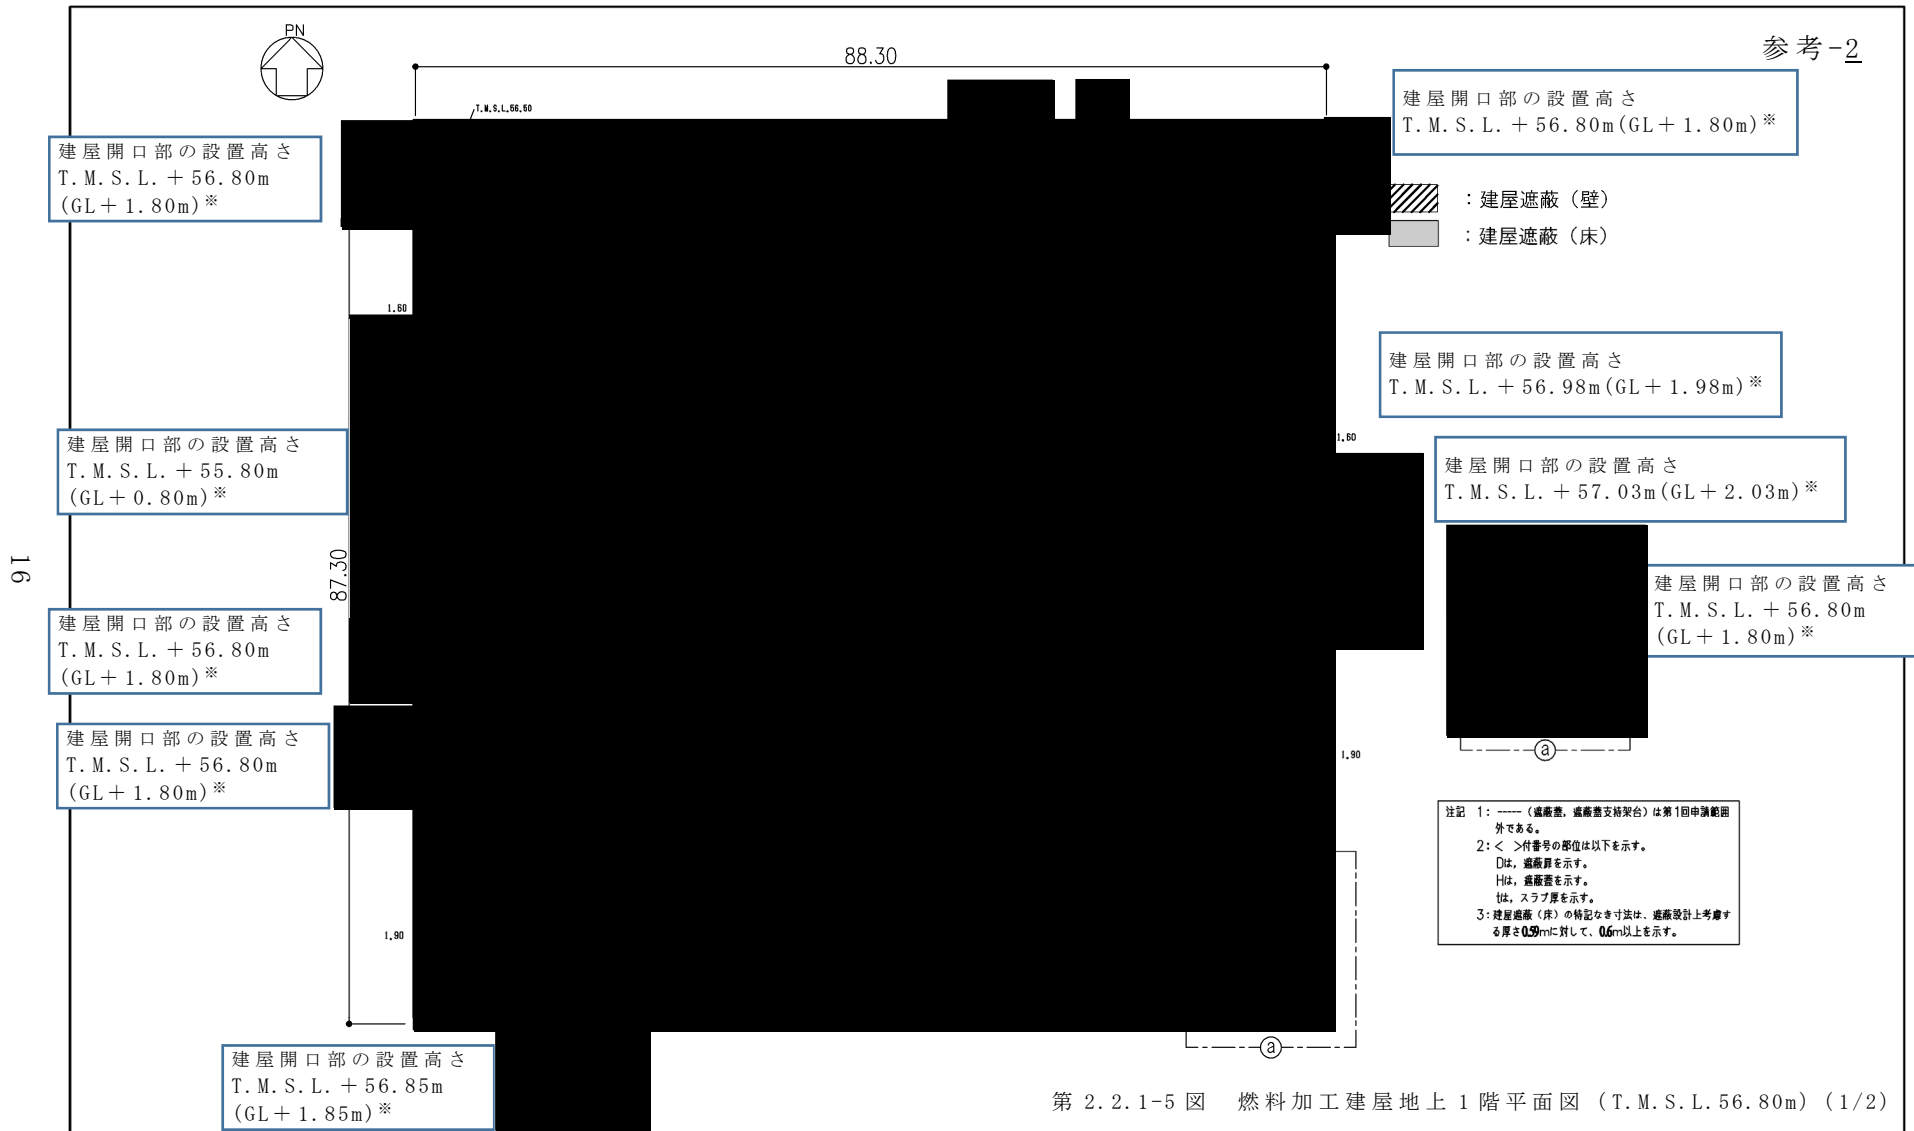 参考-2
PN
88.30
T.M.S.L.56.60
建屋開口部の設置高さ
T.M.S.L.+56.80m(GL+1.80m)※
建屋開口部の設置高さ
T.M.S.L.+56.80m
(GL+1.80m)※
：建屋遮蔽（壁）
：建屋遮蔽（床）
1.60
建屋開口部の設置高さ
T.M.S.L.+56.98m(GL+1.98m)※
1.60
建屋開口部の設置高さ
T.M.S.L.+55.80m
(GL+0.80m)※
建屋開口部の設置高さ
T.M.S.L.+57.03m(GL+2.03m)※
87.30
16
建屋開口部の設置高さ
T.M.S.L.+56.80m
(GL+1.80m)※
建屋開口部の設置高さ
T.M.S.L.+56.80m
(GL+1.80m)※
建屋開口部の設置高さ
T.M.S.L.+56.80m
(GL+1.80m)※
a
1.90
注記 1：-----（遮蔽蓋，遮蔽蓋支持架台）は第1回申請範囲
外である。
2：< >付番号の部位は以下を示す。
Dは，遮蔽扉を示す。
Hは，遮蔽蓋を示す。
tは，スラブ厚を示す。
3：建屋遮蔽（床）の特記なき寸法は、遮蔽設計上考慮す
る厚さ0.59mに対して、0.6m以上を示す。
1.90
a
建屋開口部の設置高さ
T.M.S.L.+56.85m
(GL+1.85m)※
第 2.2.1-5 図 燃料加工建屋地上 1 階平面図 (T.M.S.L.56.80m) (1/2)